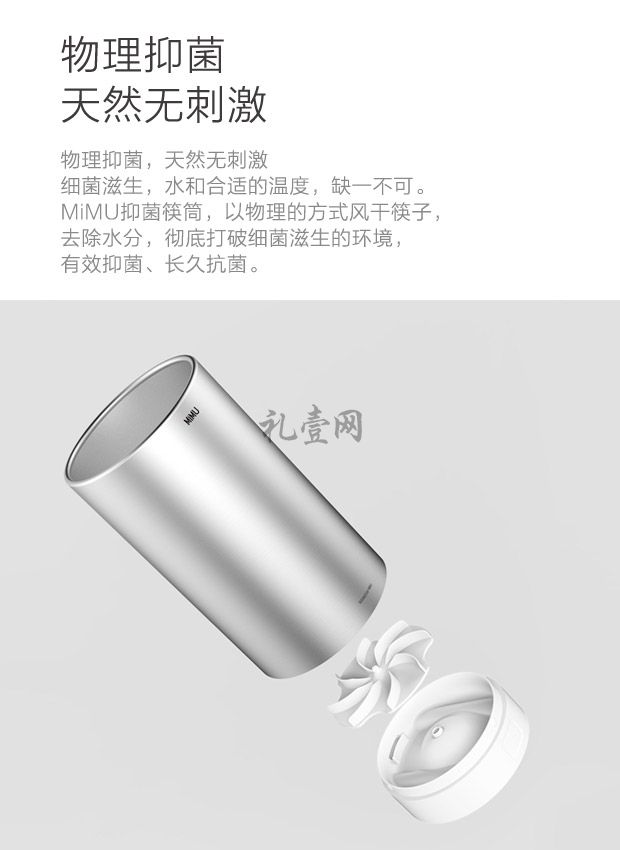 物理抑菌
天然无刺激
物理抑菌，天然无刺激
细菌滋生，水和合适的温度，缺一不可。
MiMU抑菌筷筒，以物理的方式风干筷子，
去除水分，彻底打破细菌滋生的环境，
有效抑菌、长久抗菌。
MiMU
礼壹网